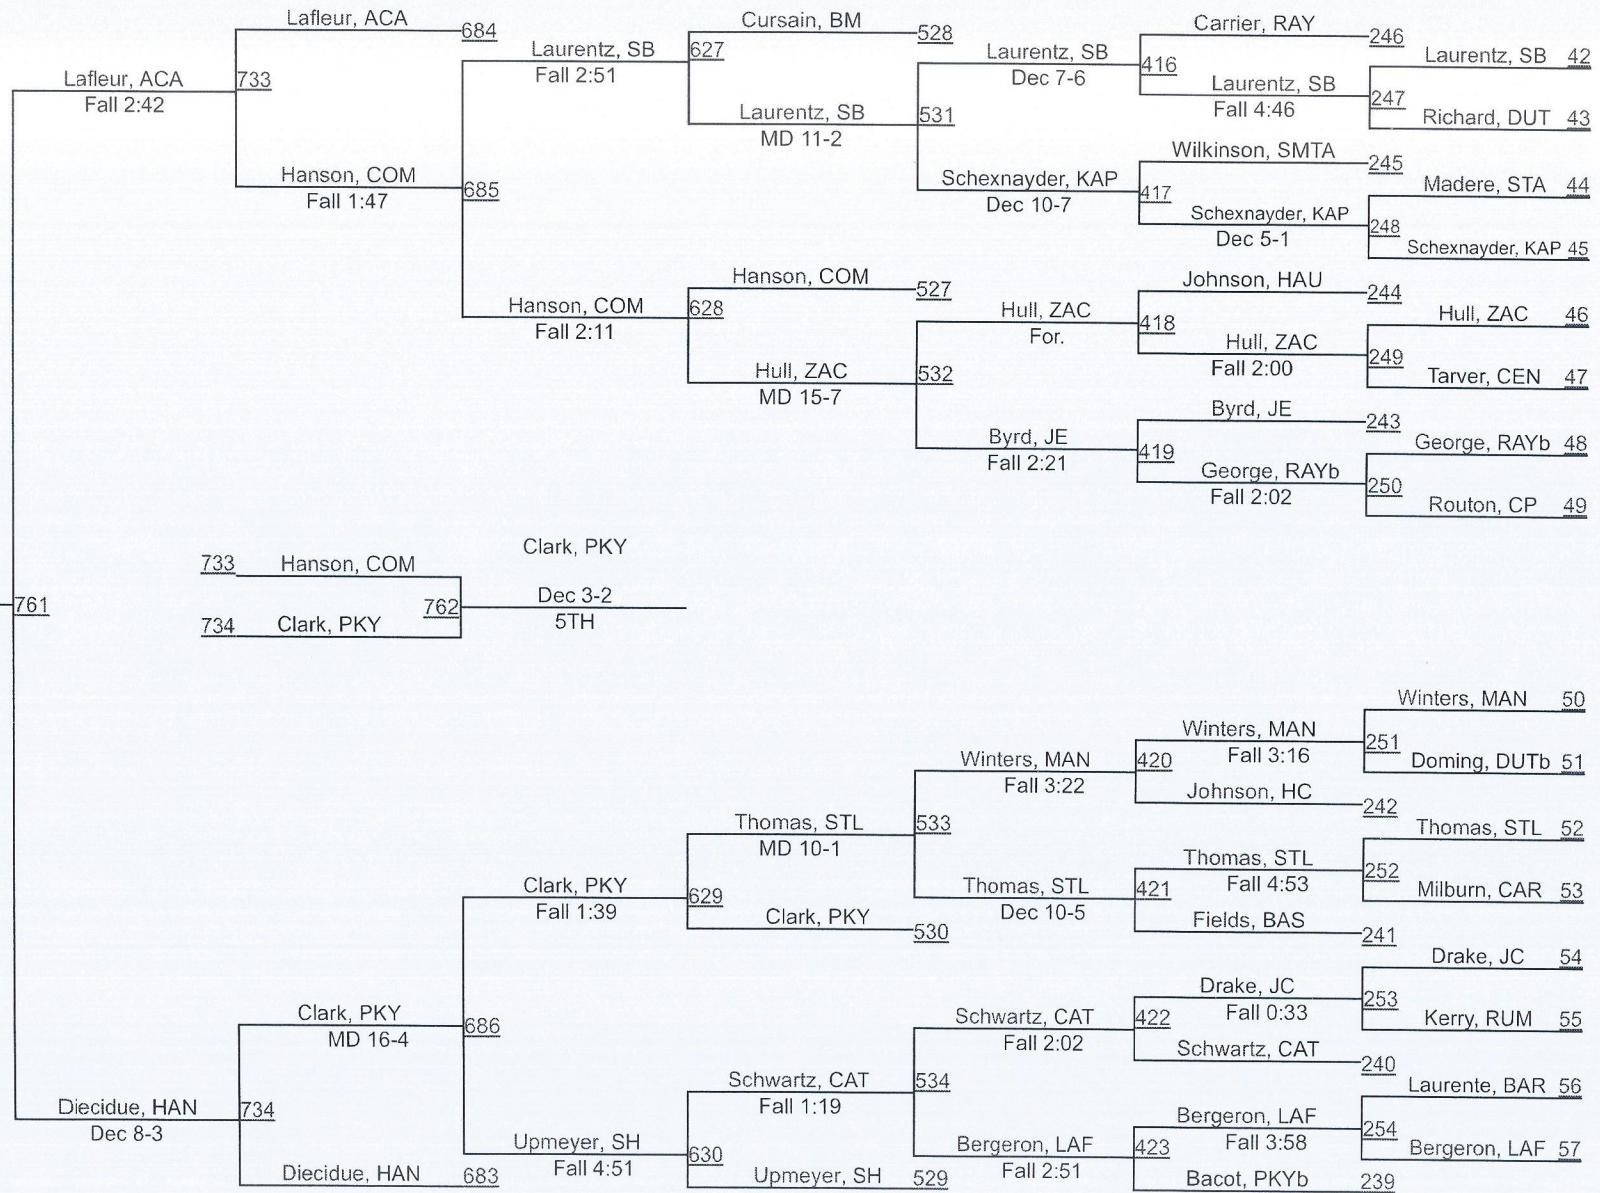 Lafleur, ACA
684
Lafleur, ACA
Fall 2:42
733
Hanson, COM
Fall 1:47
685
Laurentz, SB
Fall 2:51
627
Cursain, BM
528
Laurentz, SB
MD 11-2
531
Laurentz, SB
Dec 7-6
416
Carrier, RAY
246
Laurentz, SB
Fall 4:46
247
Laurentz, SB 42
Richard, DUT 43
Schexnayder, KAP
Dec 10-7
417
Wilkinson, SMTA
245
Schexnayder, KAP
Dec 5-1
248
Madere, STA 44
Schexnayder, KAP 45
Hanson, COM
Fall 2:11
628
Hanson, COM
527
Hull, ZAC
MD 15-7
532
Hull, ZAC
For.
418
Johnson, HAU
244
Hull, ZAC
Fall 2:00
249
Hull, ZAC 46
Tarver, CEN 47
Byrd, JE
Fall 2:21
419
Byrd, JE
243
George, RAYb
Fall 2:02
250
George, RAYb 48
Routon, CP 49
761
733 Hanson, COM
734 Clark, PKY
762
Clark, PKY
Dec 3-2
5TH
Winters, MAN 50
251
Doming, DUTb 51
Winters, MAN
Fall 3:16
420
Johnson, HC
242
Winters, MAN
Fall 3:22
533
Thomas, STL
MD 10-1
Thomas, STL 52
252
Milburn, CAR 53
Thomas, STL
Fall 4:53
421
Fields, BAS
241
Thomas, STL
Dec 10-5
629
Clark, PKY
Fall 1:39
Clark, PKY
530
Drake, JC 54
253
Kerry, RUM 55
Drake, JC
Fall 0:33
422
Schwartz, CAT
240
Schwartz, CAT
Fall 2:02
534
Schwartz, CAT
Fall 1:19
Clark, PKY
MD 16-4
686
Laurente, BAR 56
254
Bergeron, LAF 57
Bergeron, LAF
Fall 3:58
423
Bacot, PKYb
239
Bergeron, LAF
Fall 2:51
630
Upmeyer, SH
Fall 4:51
Upmeyer, SH
529
Diecidue, HAN
Dec 8-3
734
Diecidue, HAN
683